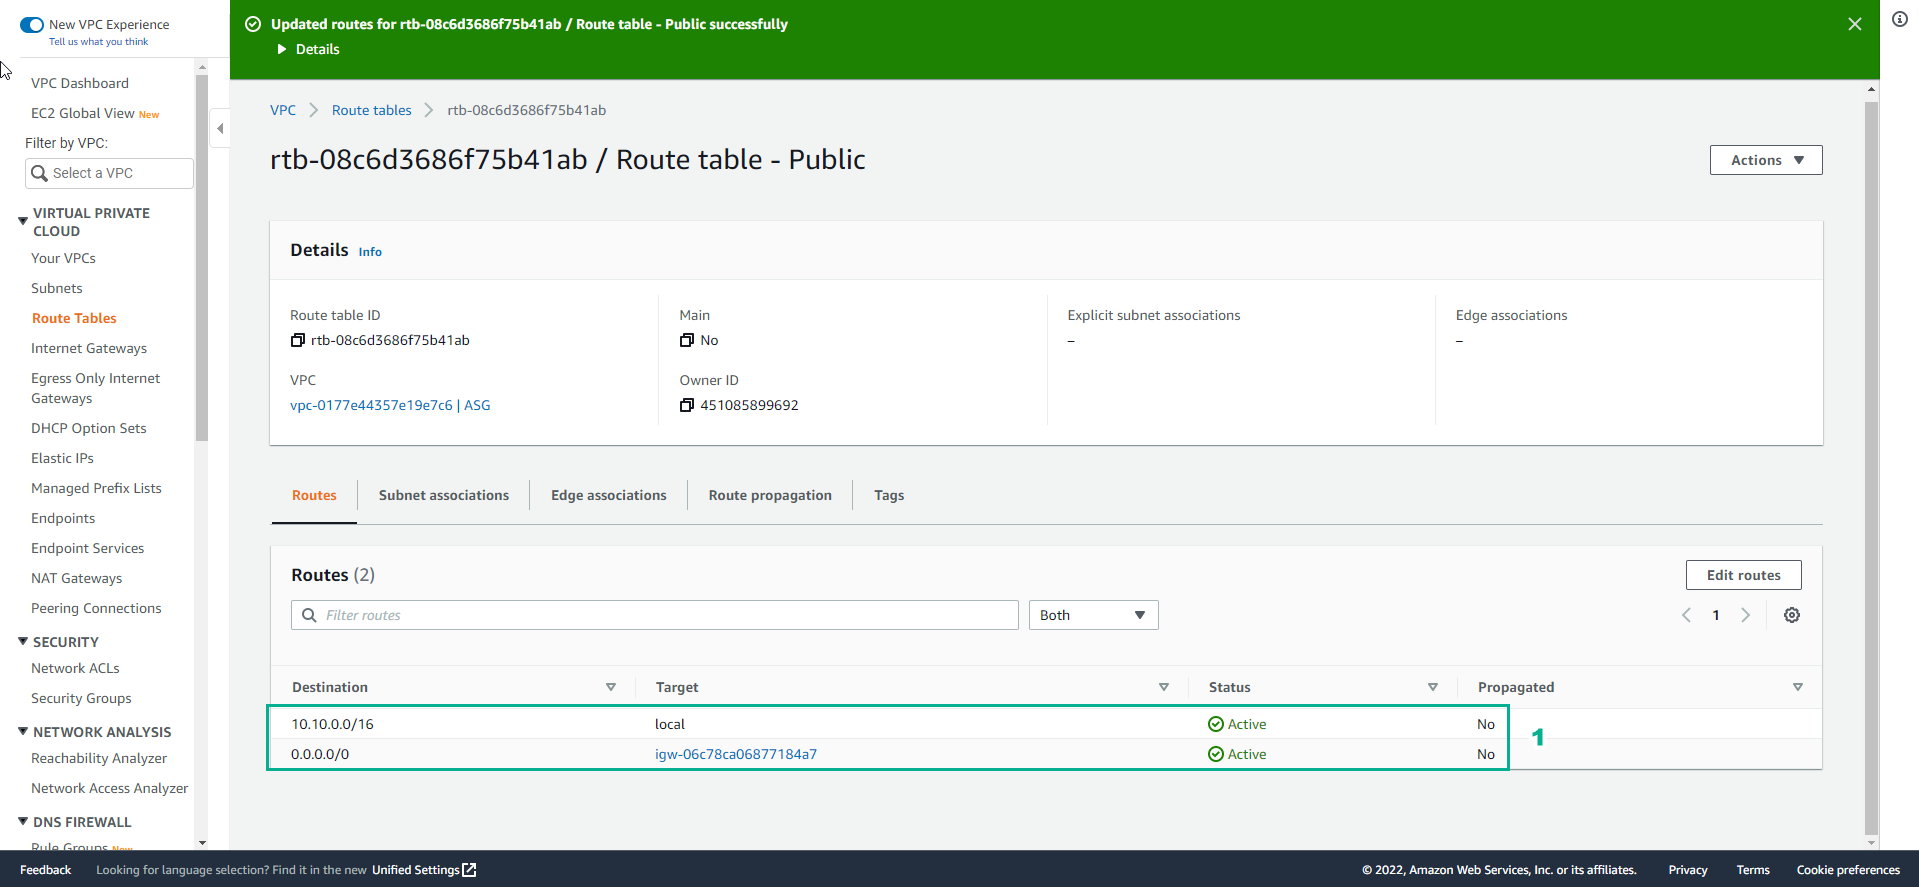 New VPC Experience
Tell us what you think
VPC Dashboard
EC2 Global View New
Filter by VPC:
Select a VPC
VIRTUAL PRIVATE
CLOUD
Your VPCs
Subnets
Route Tables
Internet Gateways
Egress Only Internet
Gateways
DHCP Option Sets
Elastic IPs
Managed Prefix Lists
Endpoints
Endpoint Services
NAT Gateways
Peering Connections
SECURITY
Network ACLs
Security Groups
NETWORK ANALYSIS
Reachability Analyzer
Network Access Analyzer
DNS FIREWALL
Rule Groups New
Updated routes for rtb-08c6d3686f75b41ab / Route table - Public successfully
Details
VPC Route tables rtb-08c6d3686f75b41ab
rtb-08c6d3686f75b41ab / Route table - Public
Actions
Details Info
Route table ID
rtb-08c6d3686f75b41ab
Main
No
Explicit subnet associations
–
Edge associations
–
VPC
vpc-0177e44357e19e7c6 | ASG
Owner ID
451085899692
Routes Subnet associations Edge associations Route propagation Tags
Routes (2)
Edit routes
Filter routes
Both
1
Destination Target Status Propagated
10.10.0.0/16 local Active No
0.0.0.0/0 igw-06c78ca06877184a7 Active No
1
Feedback Looking for language selection? Find it in the new Unified Settings
© 2022, Amazon Web Services, Inc. or its affiliates. Privacy Terms Cookie preferences